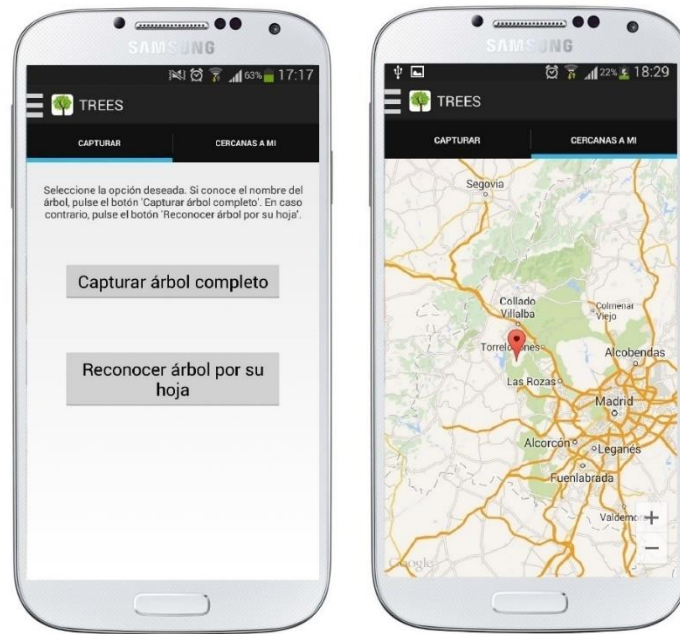 SAMSUNG
63% 17:17
TREES
CAPTURAR CERCANAS A MI
Seleccione la opción deseada. Si conoce el nombre del
árbol, pulse el botón 'Capturar árbol completo'. En caso
contrario, pulse el botón 'Reconocer árbol por su hoja'.
Capturar árbol completo
Reconocer árbol por su
hoja
SAMSUNG
22% 18:29
TREES
CAPTURAR CERCANAS A MI
Segovia
Collado
Villalba
Colmenar
Viejo
Alcobendas
Las Rozas
Madrid
Alcorcón
Leganés
Fuenlabrada
+
−
Google